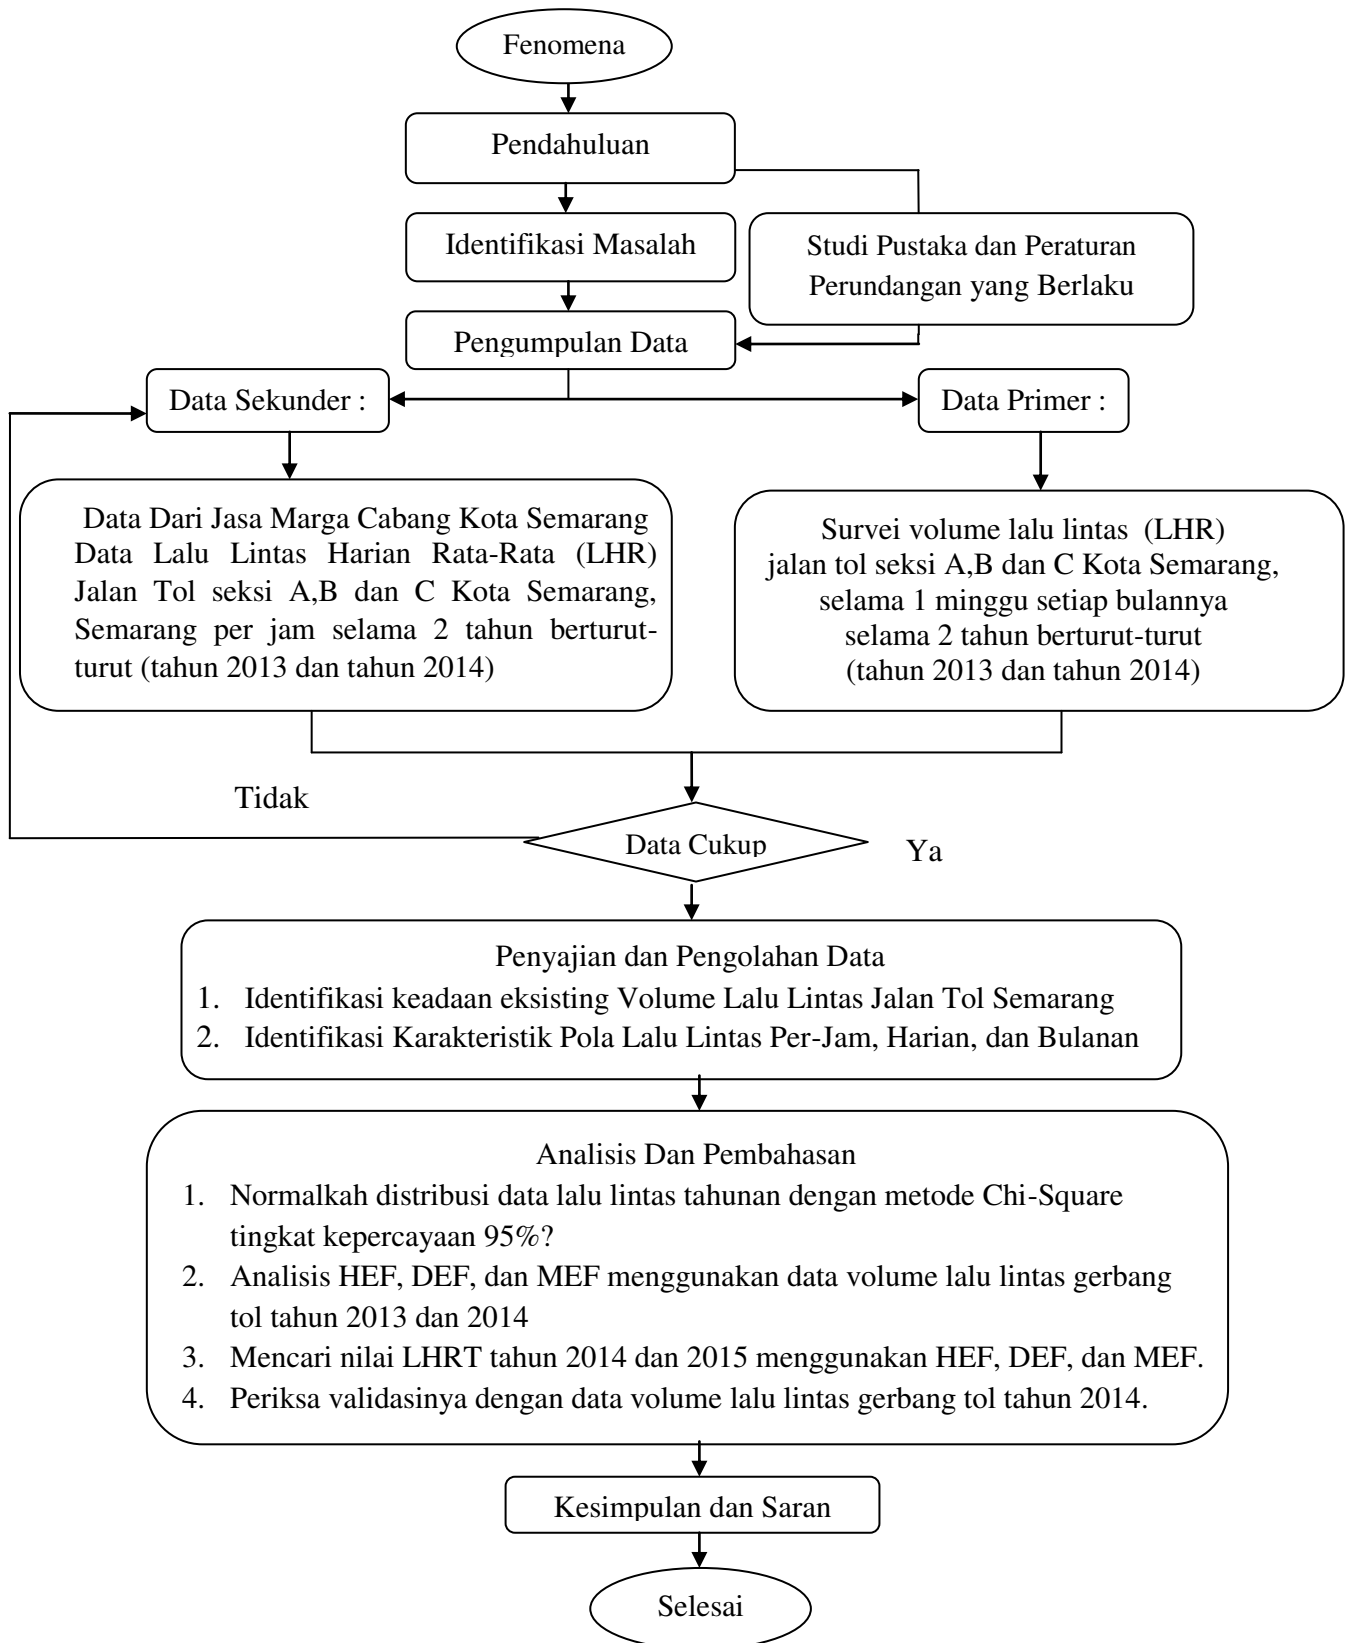 Fenomena
Pendahuluan
Identifikasi Masalah
Studi Pustaka dan Peraturan
Perundangan yang Berlaku
Pengumpulan Data
Data Sekunder :
Data Primer :
Data Dari Jasa Marga Cabang Kota Semarang
Data Lalu Lintas Harian Rata-Rata (LHR)
Jalan Tol seksi A,B dan C Kota Semarang,
Semarang per jam selama 2 tahun berturut-
turut (tahun 2013 dan tahun 2014)
Survei volume lalu lintas (LHR)
jalan tol seksi A,B dan C Kota Semarang,
selama 1 minggu setiap bulannya
selama 2 tahun berturut-turut
(tahun 2013 dan tahun 2014)
Tidak
Data Cukup
Ya
Penyajian dan Pengolahan Data
1. Identifikasi keadaan eksisting Volume Lalu Lintas Jalan Tol Semarang
2. Identifikasi Karakteristik Pola Lalu Lintas Per-Jam, Harian, dan Bulanan
Analisis Dan Pembahasan
1. Normalkah distribusi data lalu lintas tahunan dengan metode Chi-Square
tingkat kepercayaan 95%?
2. Analisis HEF, DEF, dan MEF menggunakan data volume lalu lintas gerbang
tol tahun 2013 dan 2014
3. Mencari nilai LHRT tahun 2014 dan 2015 menggunakan HEF, DEF, dan MEF.
4. Periksa validasinya dengan data volume lalu lintas gerbang tol tahun 2014.
Kesimpulan dan Saran
Selesai